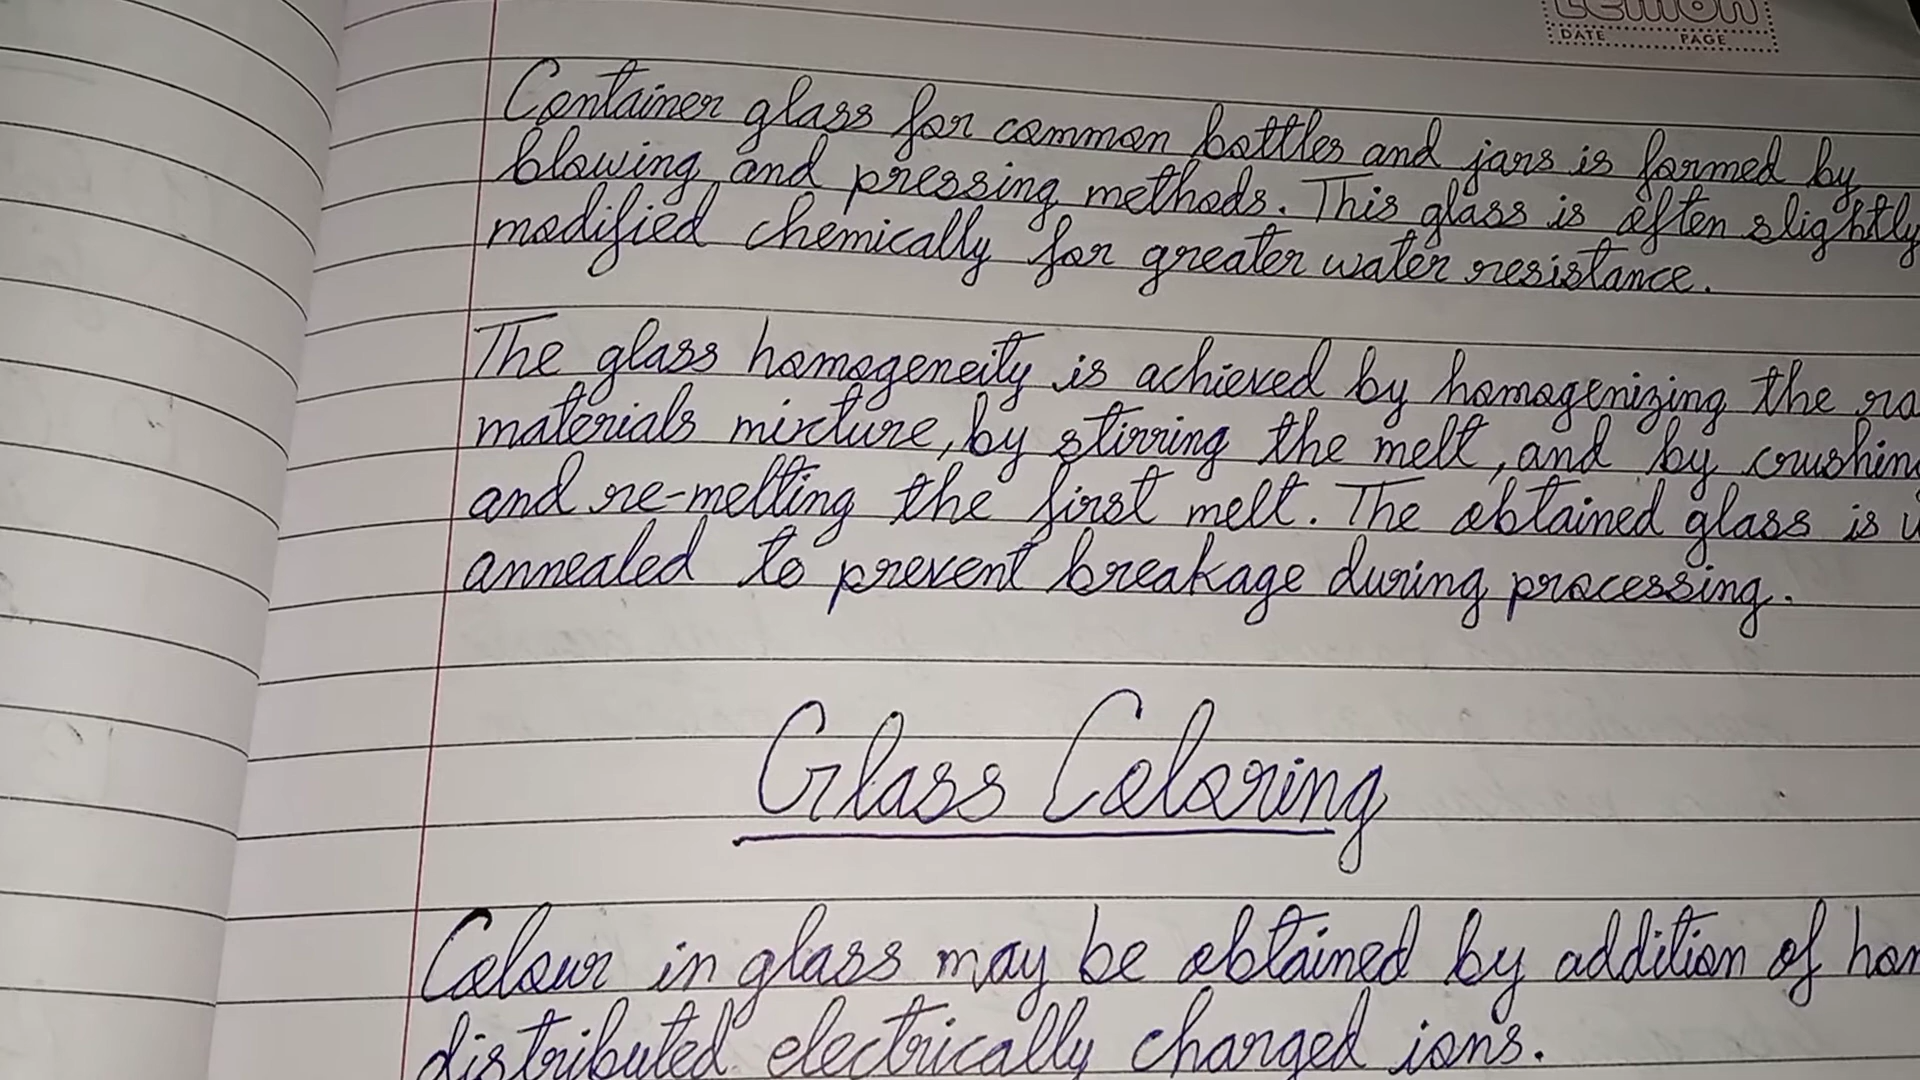 Lemon
DATE PAGE
Container glass for common bottles and jars is formed by
blowing and pressing methods. This glass is often slightly
modified chemically for greater water resistance.
The glass homogeneity is achieved by homogenizing the
materials mixture, by stirring the melt, and by
and re-melting the first melt. The obtained glass is
annealed to prevent breakage during processing.
Glass Coloring
Colour in glass may be obtained by addition of
distributed electrically charged ions.